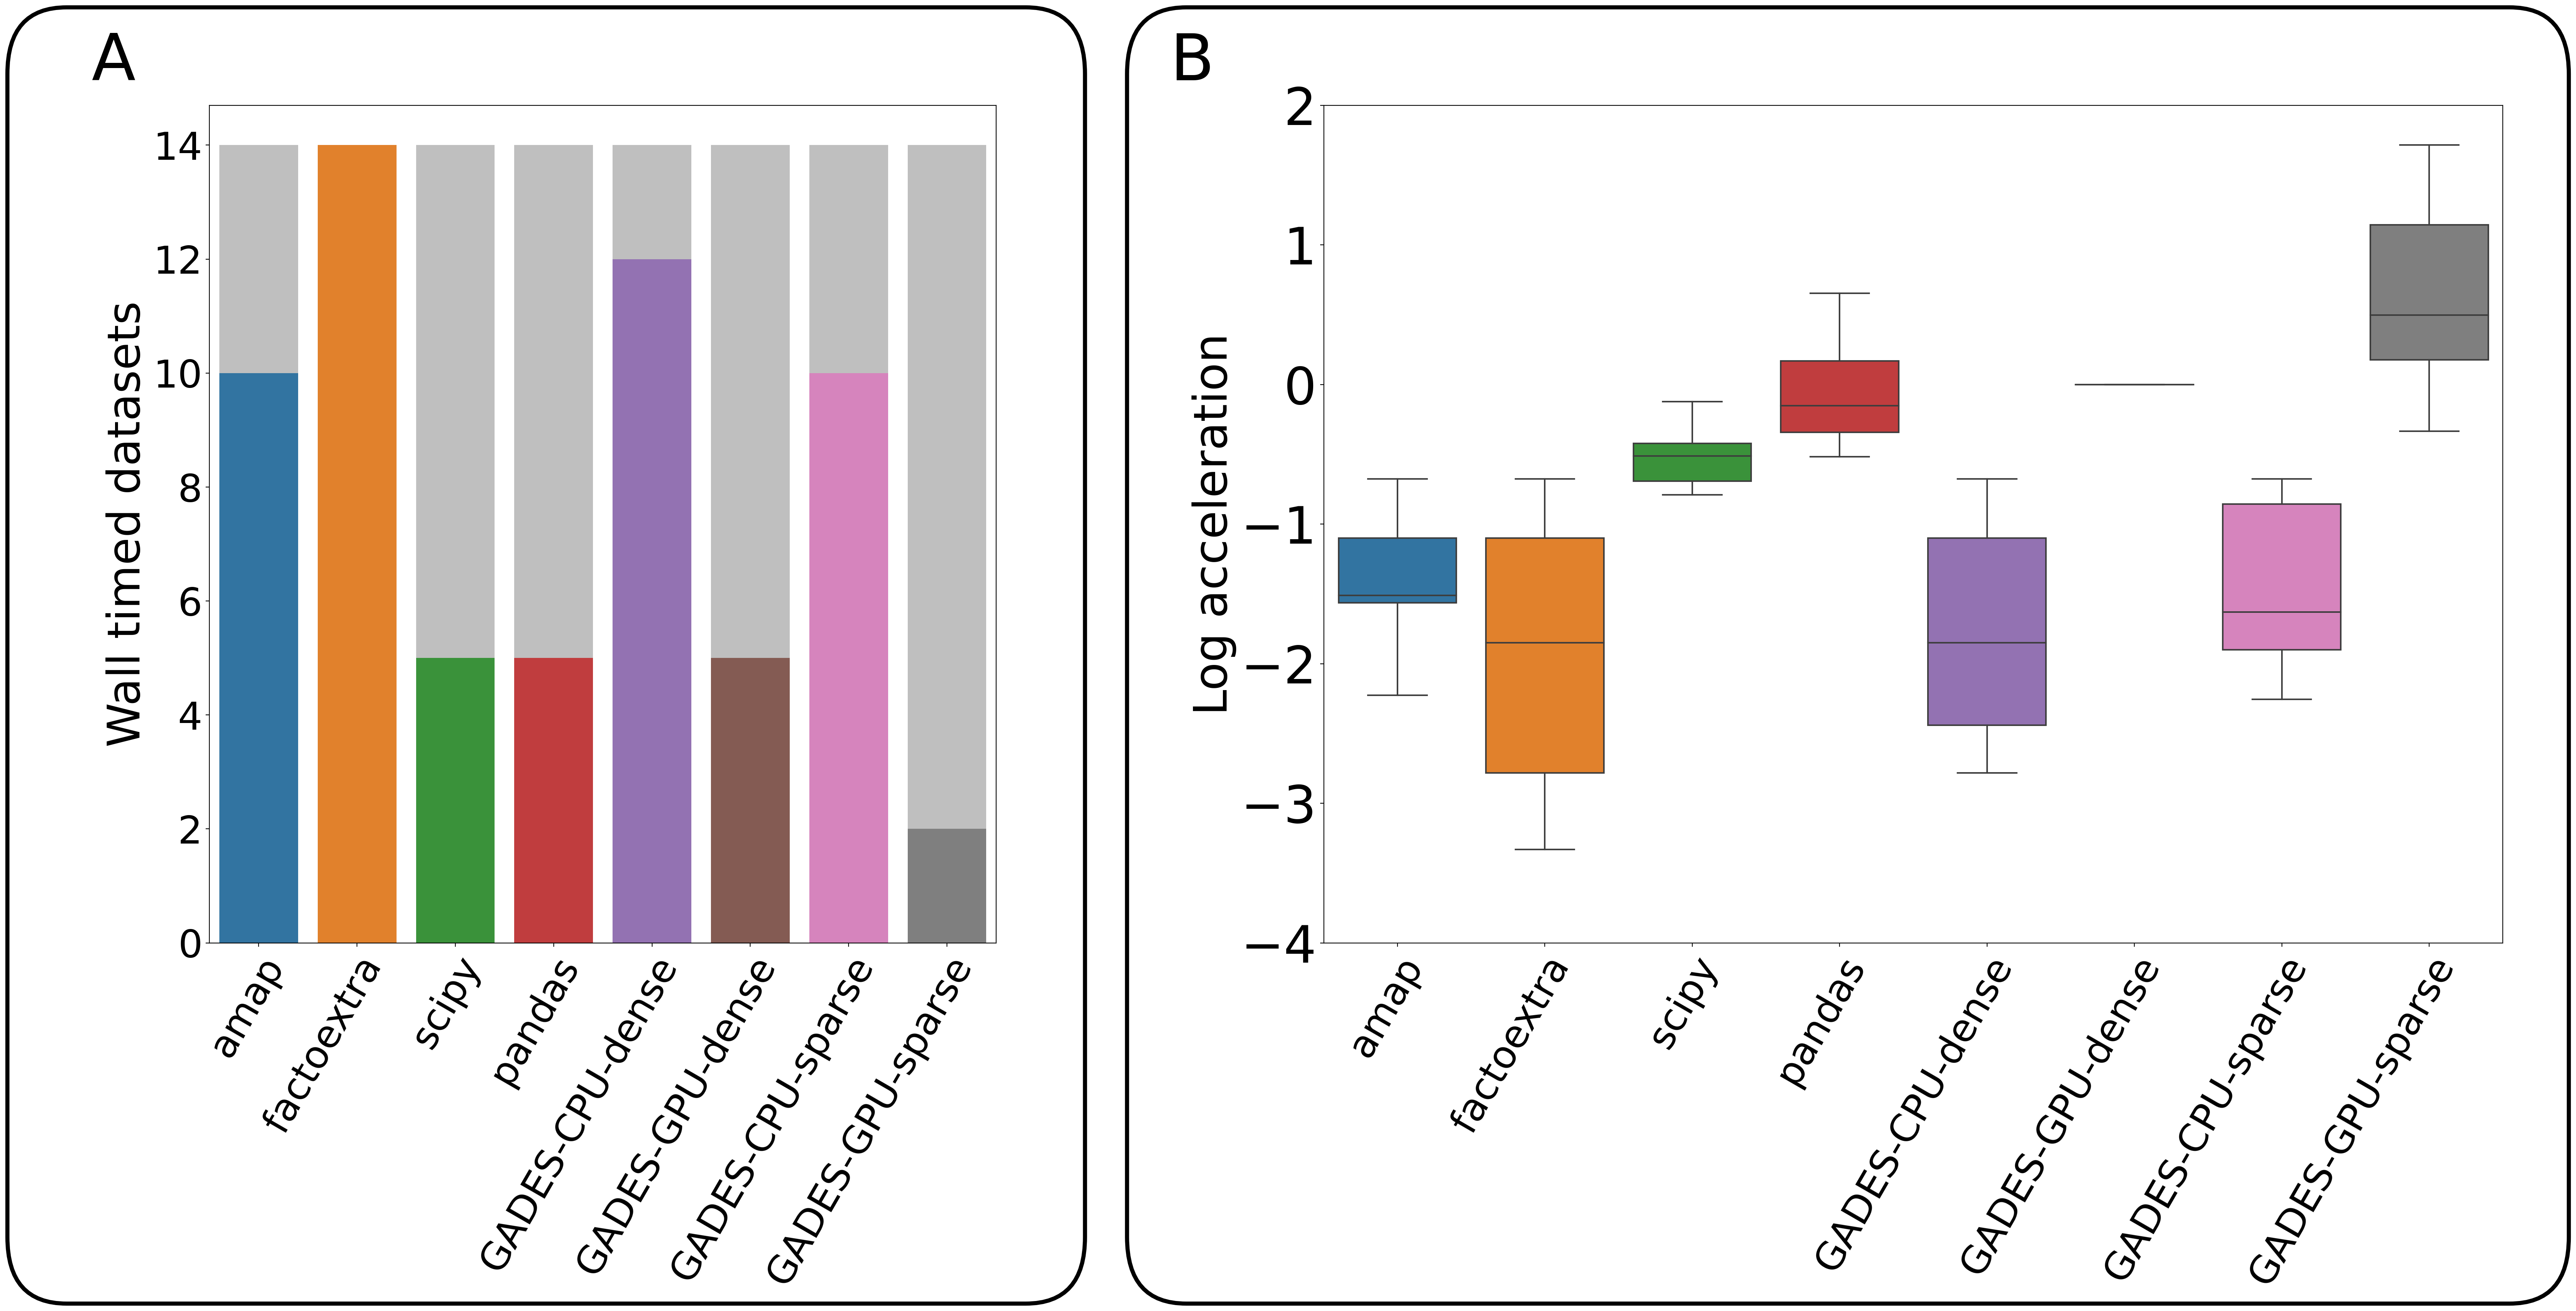 A
Wall timed datasets
14
12
10
8
6
4
2
0
amap
factoextra
scipy
pandas
GADES-CPU-dense
GADES-GPU-dense
GADES-CPU-sparse
GADES-GPU-sparse
B
Log acceleration
2
1
0
−1
−2
−3
−4
amap
factoextra
scipy
pandas
GADES-CPU-dense
GADES-GPU-dense
GADES-CPU-sparse
GADES-GPU-sparse